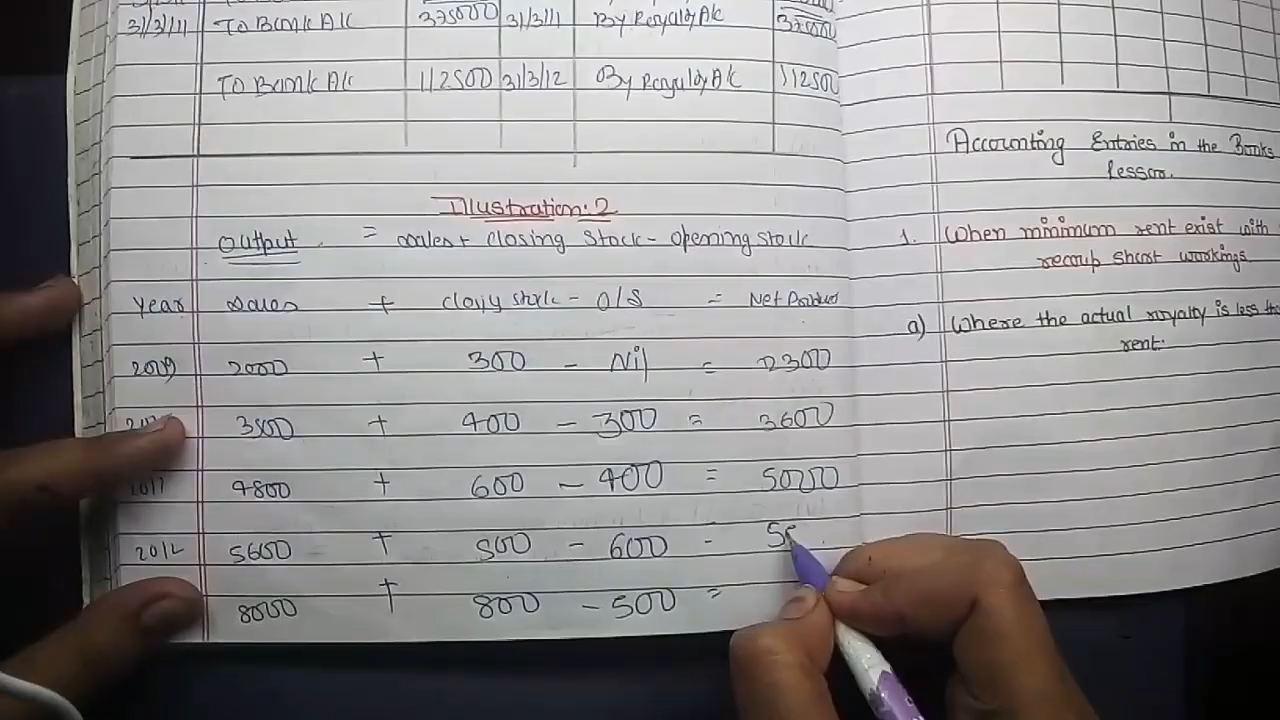 31/3/11 To Bank A/c 375000 31/3/11 By Royalty A/c 375000
To Bank A/c 112500 31/3/12 By Royalty A/c 112500
Illustration:2
Output = Sales + closing stock - opening stock
Year Sales + closg stock - O/S = Net Product
2009 2000 + 300 - Nil = 2300
3500 + 400 - 300 = 3600
2011 4800 + 600 - 400 = 5000
2012 5600 + 500 - 600 - 55
8000 + 800 - 500 =
Accounting Entries in the Books
Lessor.
1. When minimum rent exist with
recoup short workings
a) Where the actual royalty is less
rent: